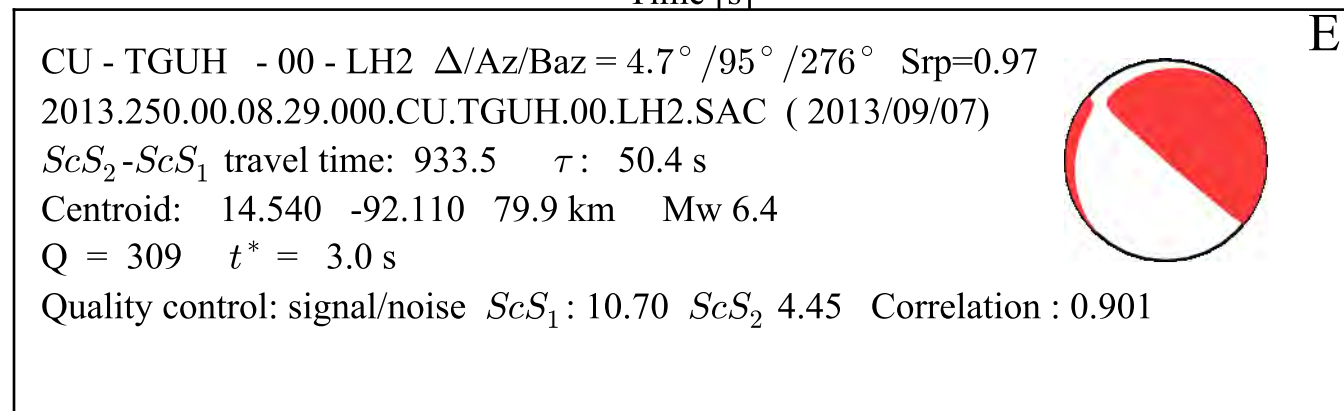 Time [s]
E
CU - TGUH - 00 - LH2 Δ/Az/Baz = 4.7° /95° /276° Srp=0.97
2013.250.00.08.29.000.CU.TGUH.00.LH2.SAC ( 2013/09/07)
ScS₂-ScS₁ travel time: 933.5 τ: 50.4 s
Centroid: 14.540 -92.110 79.9 km Mw 6.4
Q = 309 t* = 3.0 s
Quality control: signal/noise ScS₁: 10.70 ScS₂ 4.45 Correlation : 0.901